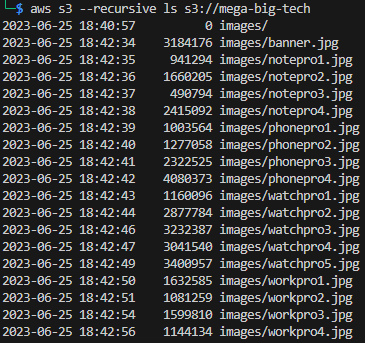 $ aws s3 --recursive ls s3://mega-big-tech
2023-06-25 18:40:57          0 images/
2023-06-25 18:42:34    3184176 images/banner.jpg
2023-06-25 18:42:35     941294 images/notepro1.jpg
2023-06-25 18:42:36    1660205 images/notepro2.jpg
2023-06-25 18:42:37     490794 images/notepro3.jpg
2023-06-25 18:42:38    2415092 images/notepro4.jpg
2023-06-25 18:42:39    1003564 images/phonepro1.jpg
2023-06-25 18:42:40    1277058 images/phonepro2.jpg
2023-06-25 18:42:41    2322525 images/phonepro3.jpg
2023-06-25 18:42:42    4080373 images/phonepro4.jpg
2023-06-25 18:42:43    1160096 images/watchpro1.jpg
2023-06-25 18:42:44    2877784 images/watchpro2.jpg
2023-06-25 18:42:46    3232387 images/watchpro3.jpg
2023-06-25 18:42:47    3041540 images/watchpro4.jpg
2023-06-25 18:42:49    3400957 images/watchpro5.jpg
2023-06-25 18:42:50    1632585 images/workpro1.jpg
2023-06-25 18:42:51    1081259 images/workpro2.jpg
2023-06-25 18:42:54    1599810 images/workpro3.jpg
2023-06-25 18:42:56    1144134 images/workpro4.jpg